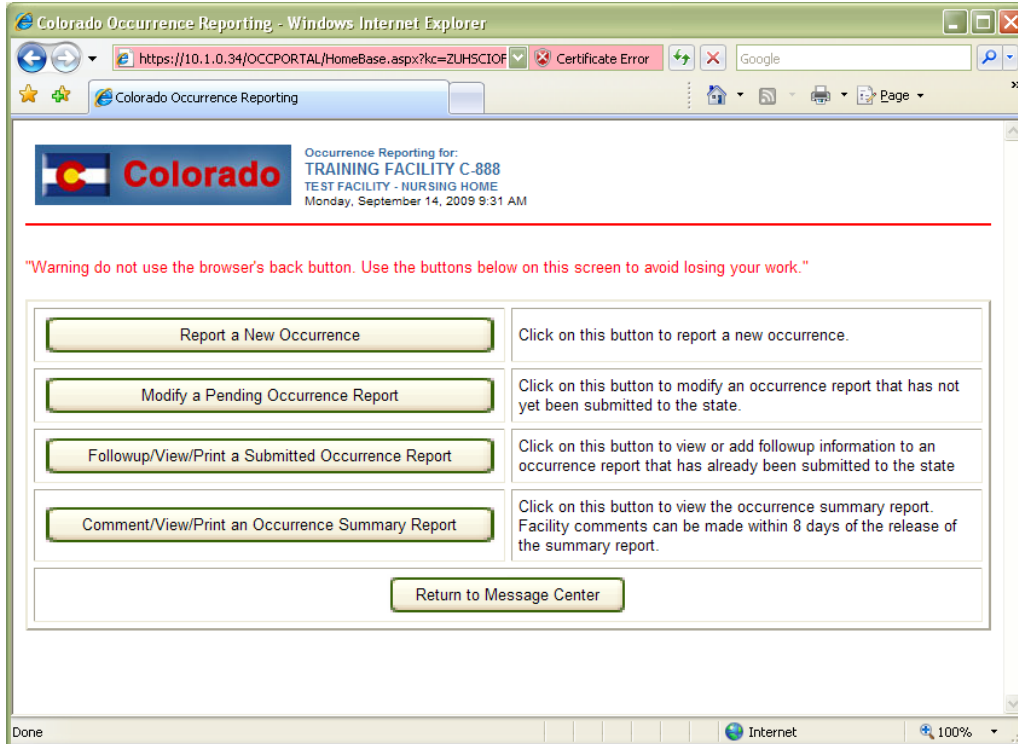 Colorado Occurrence Reporting - Windows Internet Explorer
https://10.1.0.34/OCCPORTAL/HomeBase.aspx?kc=ZUH5CIOF
Certificate Error
Google
Colorado Occurrence Reporting
Page
»
Colorado
Occurrence Reporting for:
TRAINING FACILITY C-888
TEST FACILITY - NURSING HOME
Monday, September 14, 2009 9:31 AM
"Warning do not use the browser's back button. Use the buttons below on this screen to avoid losing your work."
Report a New Occurrence
Click on this button to report a new occurrence.
Modify a Pending Occurrence Report
Click on this button to modify an occurrence report that has not
yet been submitted to the state.
Followup/View/Print a Submitted Occurrence Report
Click on this button to view or add followup information to an
occurrence report that has already been submitted to the state
Comment/View/Print an Occurrence Summary Report
Click on this button to view the occurrence summary report.
Facility comments can be made within 8 days of the release of
the summary report.
Return to Message Center
Done
Internet
100%